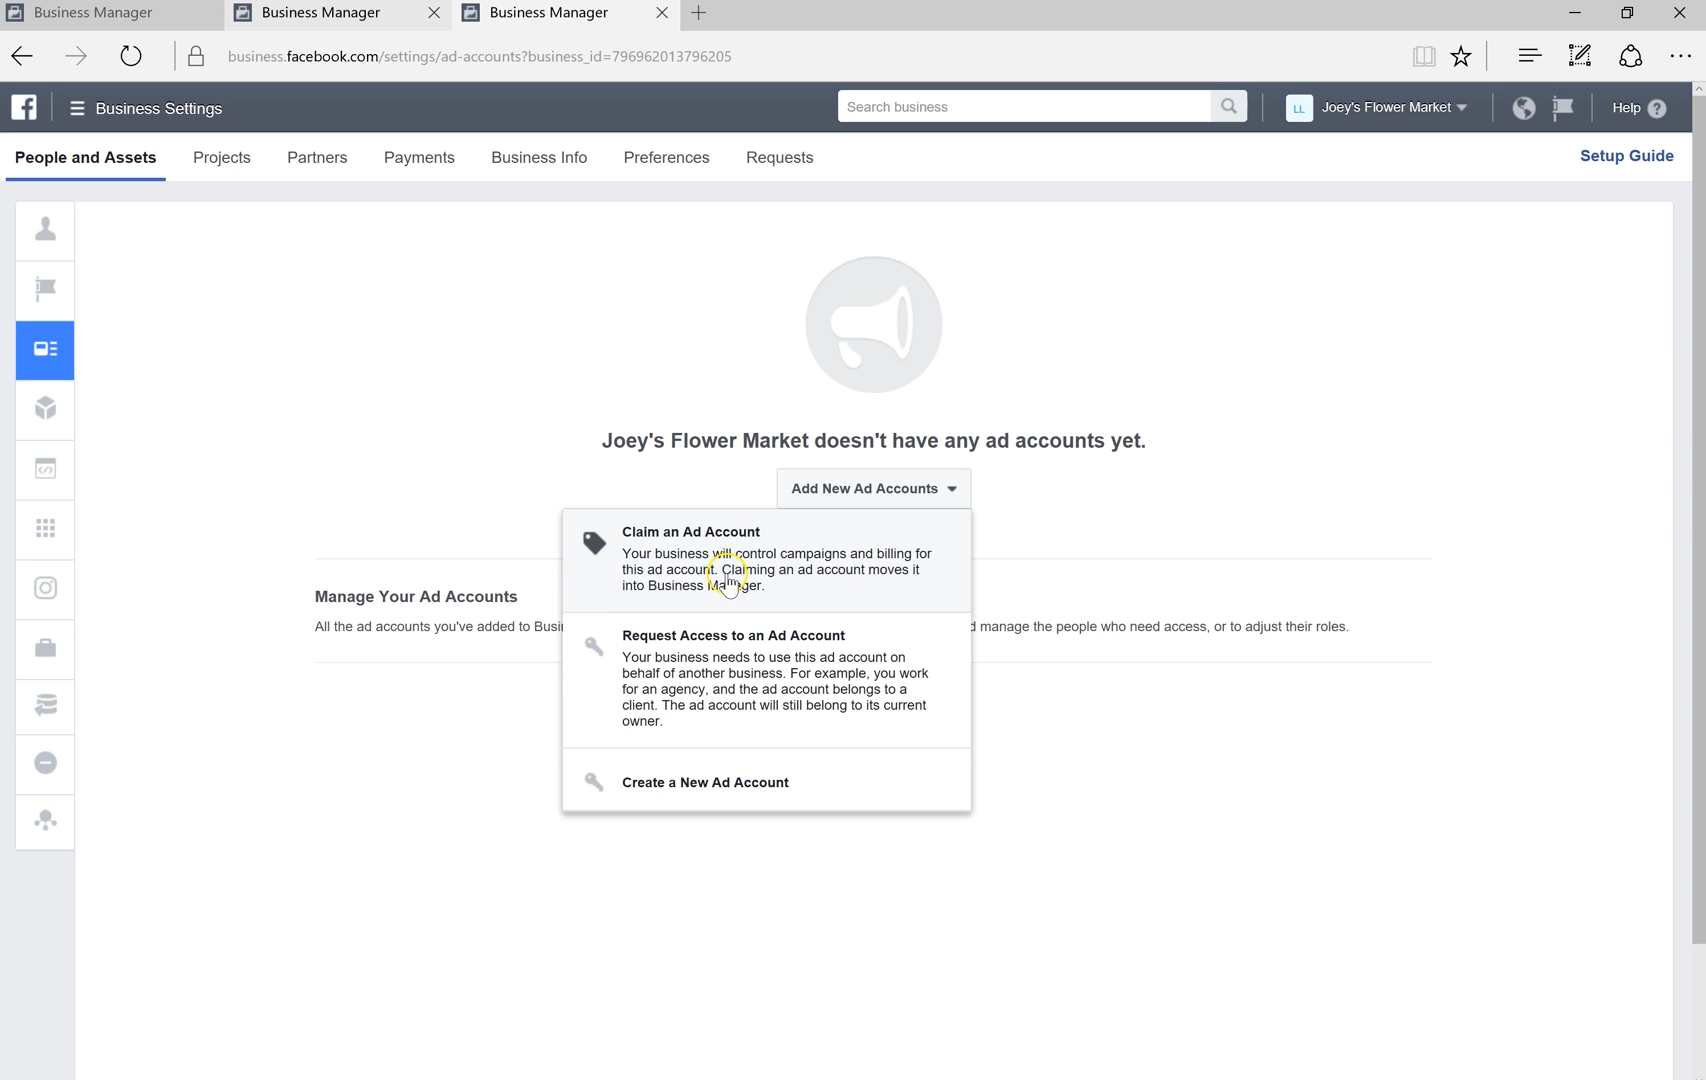 Business Manager
Business Manager
Business Manager
business.facebook.com/settings/ad-accounts?business_id=796962013796205
Business Settings
Search business
LL
Joey's Flower Market
Help
People and Assets
Projects
Partners
Payments
Business Info
Preferences
Requests
Setup Guide
Joey's Flower Market doesn't have any ad accounts yet.
Add New Ad Accounts
Claim an Ad Account
Your business will control campaigns and billing for
this ad account. Claiming an ad account moves it
into Business Manager.
Manage Your Ad Accounts
All the ad accounts you've added to Busi
d manage the people who need access, or to adjust their roles.
Request Access to an Ad Account
Your business needs to use this ad account on
behalf of another business. For example, you work
for an agency, and the ad account belongs to a
client. The ad account will still belong to its current
owner.
Create a New Ad Account